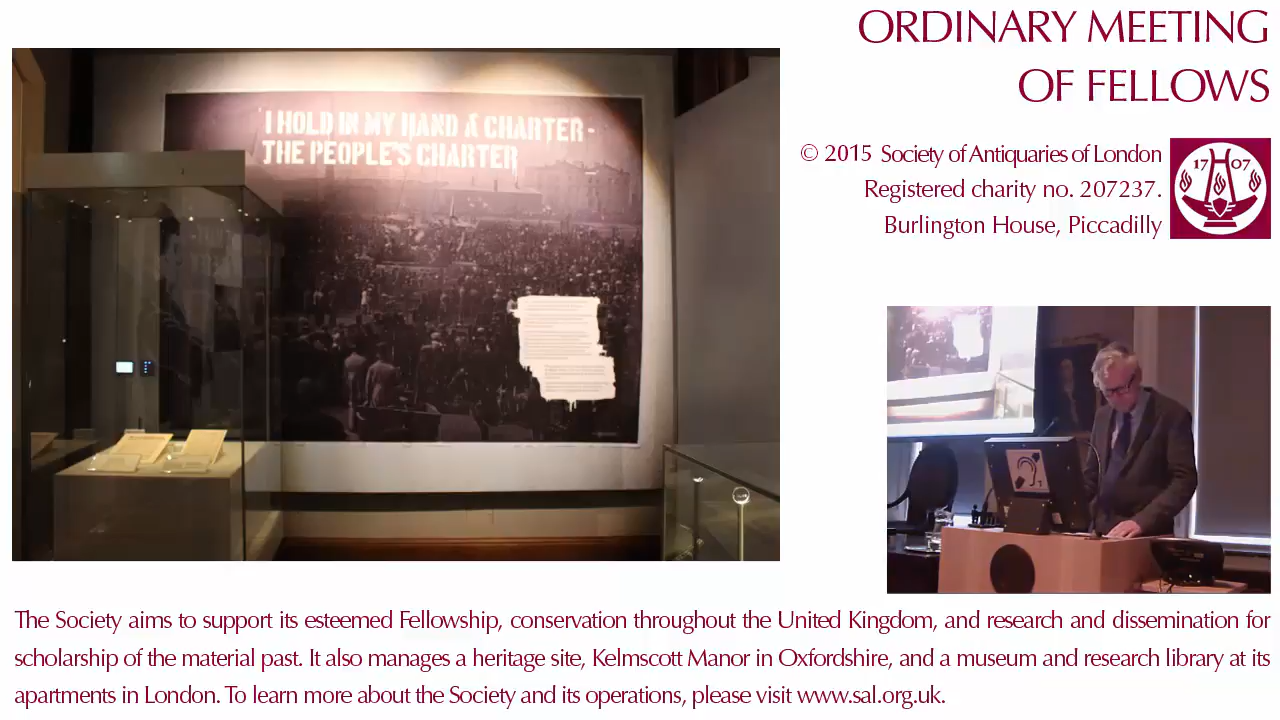 ORDINARY MEETING
OF FELLOWS
© 2015 Society of Antiquaries of London
Registered charity no. 207237.
Burlington House, Piccadilly
17 07
'I HOLD IN MY HAND A CHARTER -
THE PEOPLE'S CHARTER
The Society aims to support its esteemed Fellowship, conservation throughout the United Kingdom, and research and dissemination for
scholarship of the material past. It also manages a heritage site, Kelmscott Manor in Oxfordshire, and a museum and research library at its
apartments in London. To learn more about the Society and its operations, please visit www.sal.org.uk.